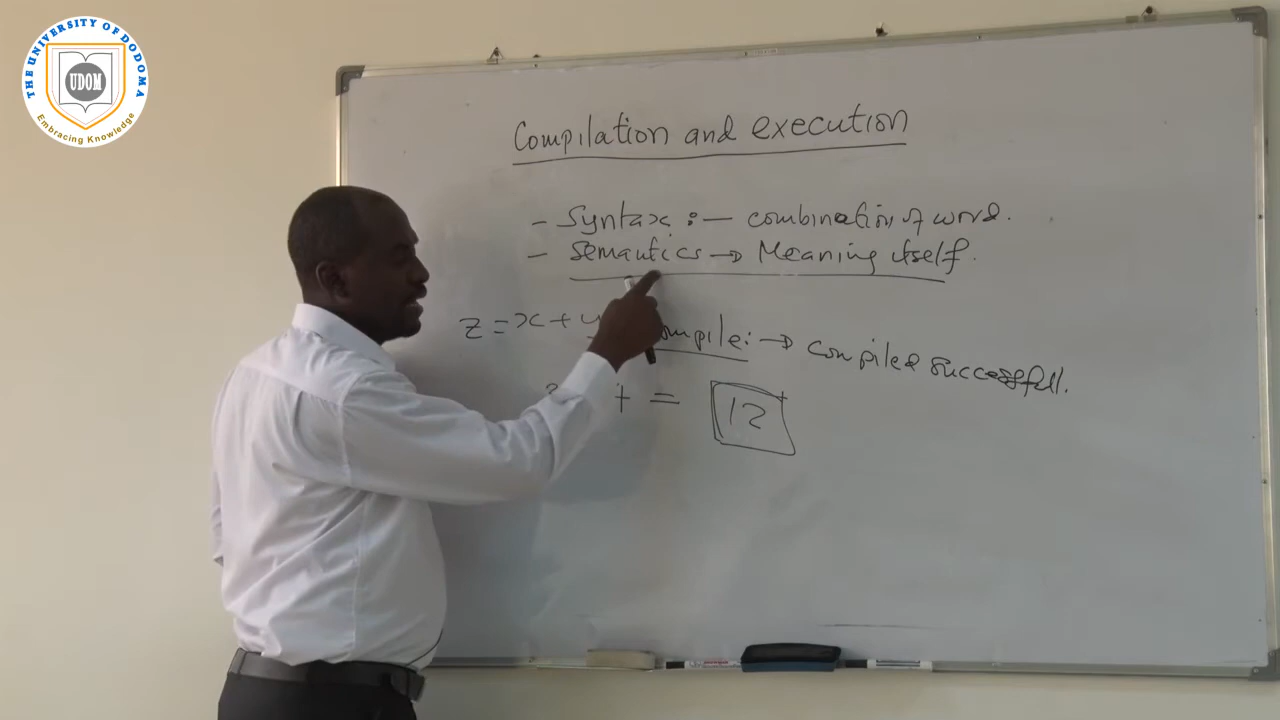 THE UNIVERSITY OF DODOMA
UDOM
Embracing Knowledge
Compilation and execution
- Syntax :- combination of word.
- Semantics → Meaning itself.
z = x +
compile: → compiled successfull.
=
12